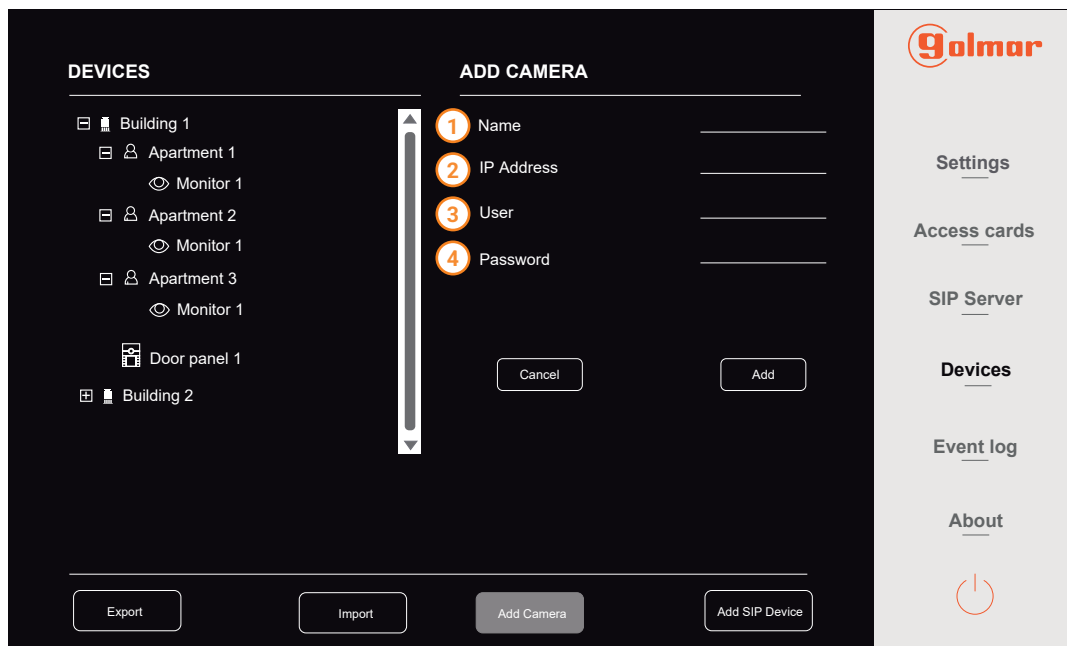 golmar
DEVICES
ADD CAMERA
Building 1
Apartment 1
Monitor 1
Apartment 2
Monitor 1
Apartment 3
Monitor 1
Door panel 1
Building 2
1 Name
2 IP Address
3 User
4 Password
Cancel
Add
Settings
Access cards
SIP Server
Devices
Event log
About
Export
Import
Add Camera
Add SIP Device